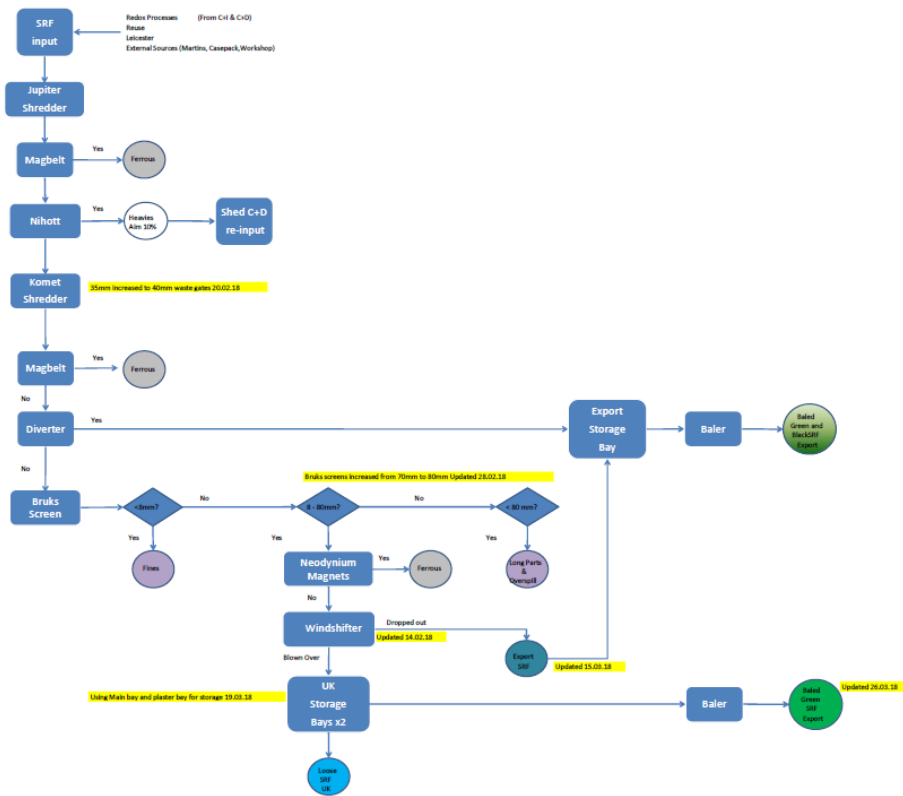 SRF
input
Redox Processes (From C+I & C+D)
Reuse
Leicester
External Sources (Martins, Casepack,Workshop)
Jupiter
Shredder
Magbelt
Yes
Ferrous
Nihott
Yes
Heavies
Aim 10%
Shed C+D
re-input
Komet
Shredder
35mm increased to 40mm waste gates 20.02.18
Magbelt
Yes
Ferrous
No
Diverter
Yes
Export
Storage
Bay
Baler
Baled
Green and
BlackSRF
Export
No
Bruks screens increased from 70mm to 80mm Updated 28.02.18
Bruks
Screen
<8mm?
No
8 - 80mm?
No
< 80 mm?
Yes
Yes
Yes
Fines
Neodynium
Magnets
Yes
Ferrous
Long Parts
&
Overspill
No
Windshifter
Dropped out
Updated 14.02.18
Blown Over
Export
SRF
Updated 15.03.18
Using Main bay and plaster bay for storage 19.03.18
UK
Storage
Bays x2
Baler
Baled
Green
SRF
Export
Updated 26.03.18
Loose
SRF
UK